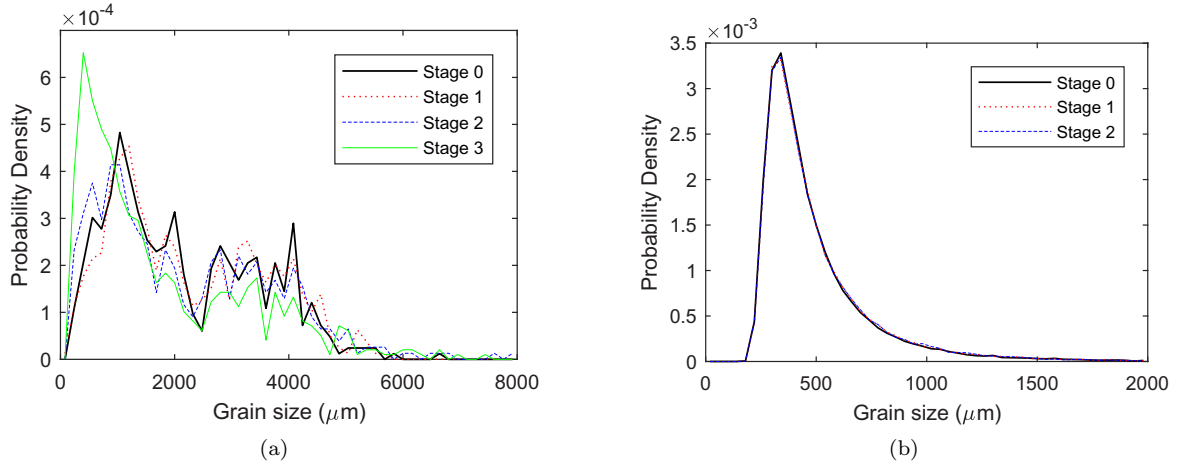 ×10⁻⁴
6
5
4
3
2
1
0
Probability Density
0 2000 4000 6000 8000
Grain size (μm)
Stage 0
Stage 1
Stage 2
Stage 3
(a)
×10⁻³
3.5
3
2.5
2
1.5
1
0.5
0
Probability Density
0 500 1000 1500 2000
Grain size (μm)
Stage 0
Stage 1
Stage 2
(b)